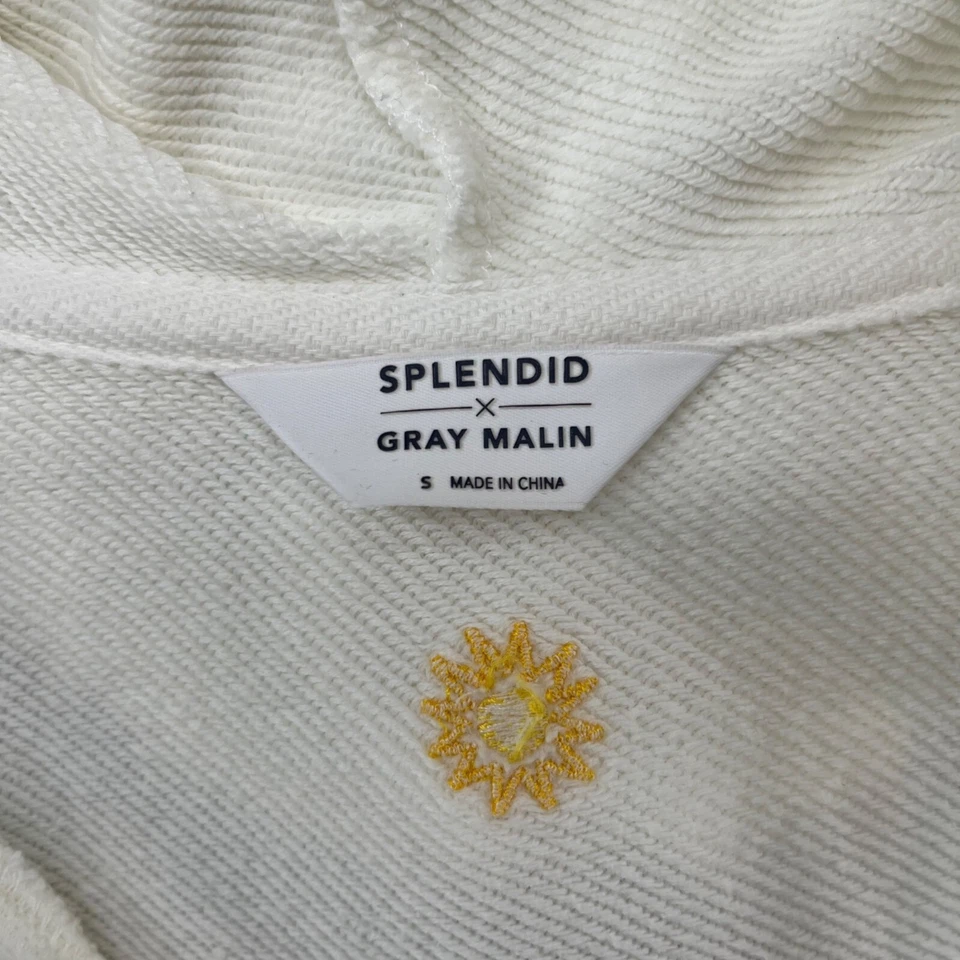 SPLENDID
×
GRAY MALIN
S MADE IN CHINA